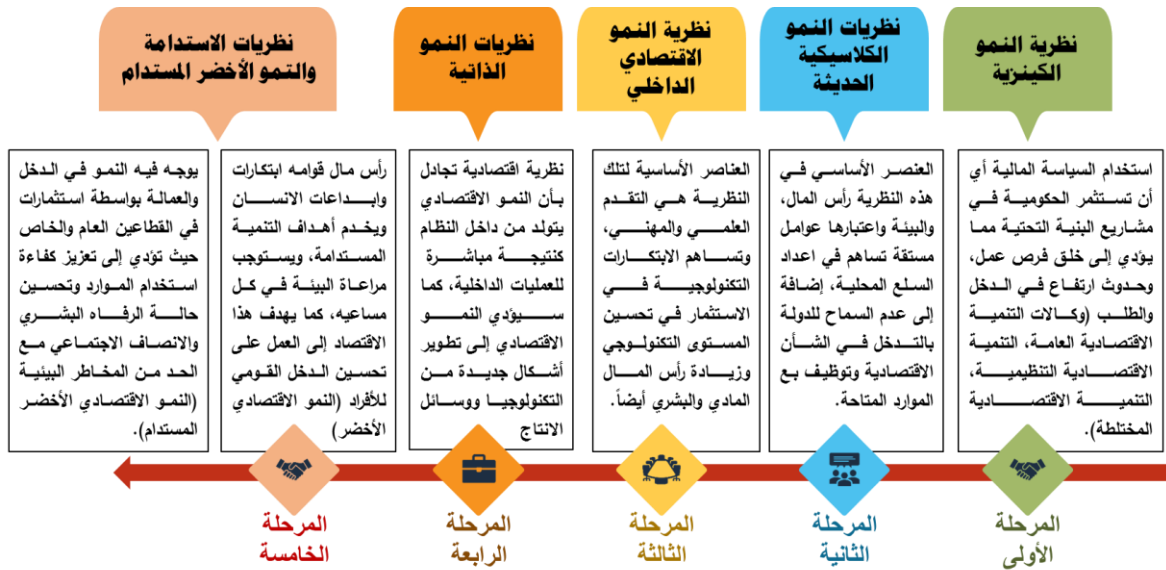 نظرية النمو
الكينزية
نظريات النمو
الكلاسيكية
الحديثة
نظرية النمو
الاقتصادي
الداخلي
نظريات النمو
الذاتية
نظريات الاستدامة
والنمو الأخضر المستدام
استخدام السياسة المالية أي
أن تستثمر الحكومية في
مشاريع البنية التحتية مما
يؤدي إلى خلق فرص عمل،
وحدوث ارتفاع في الدخل
والطلب (وكالات التنمية
الاقتصادية العامة، التنمية
الاقتصادية التنظيمية،
التنمية الاقتصادية
المختلطة).
العنصر الأساسي في
هذه النظرية رأس المال،
والبيئة واعتبارها عوامل
مستقة تساهم في اعداد
السلع المحلية، إضافة
إلى عدم السماح للدولة
بالتدخل في الشأن
الاقتصادية وتوظيف بع
الموارد المتاحة.
العناصر الأساسية لتلك
النظرية هي التقدم
العلمي والمهني،
وتساهم الابتكارات
التكنولوجية في
الاستثمار في تحسين
المستوى التكنولوجي
وزيادة رأس المال
المادي والبشري أيضاً.
نظرية اقتصادية تجادل
بأن النمو الاقتصادي
يتولد من داخل النظام
كنتيجة مباشرة
للعمليات الداخلية، كما
سيؤدي النمو
الاقتصادي إلى تطوير
أشكال جديدة من
التكنولوجيا ووسائل
الانتاج
رأس مال قوامه ابتكارات
وابداعات الانسان
ويخدم أهداف التنمية
المستدامة، ويستوجب
مراعاة البيئة في كل
مساعيه، كما يهدف هذا
الاقتصاد إلى العمل على
تحسين الدخل القومي
للأفراد (النمو الاقتصادي
الأخضر)
يوجه فيه النمو في الدخل
والعمالة بواسطة استثمارات
في القطاعين العام والخاص
حيث تؤدي إلى تعزيز كفاءة
استخدام الموارد وتحسين
حالة الرفاه البشري
والانصاف الاجتماعي مع
الحد من المخاطر البيئية
(النمو الاقتصادي الأخضر
المستدام).
المرحلة
الأولى
المرحلة
الثانية
المرحلة
الثالثة
المرحلة
الرابعة
المرحلة
الخامسة